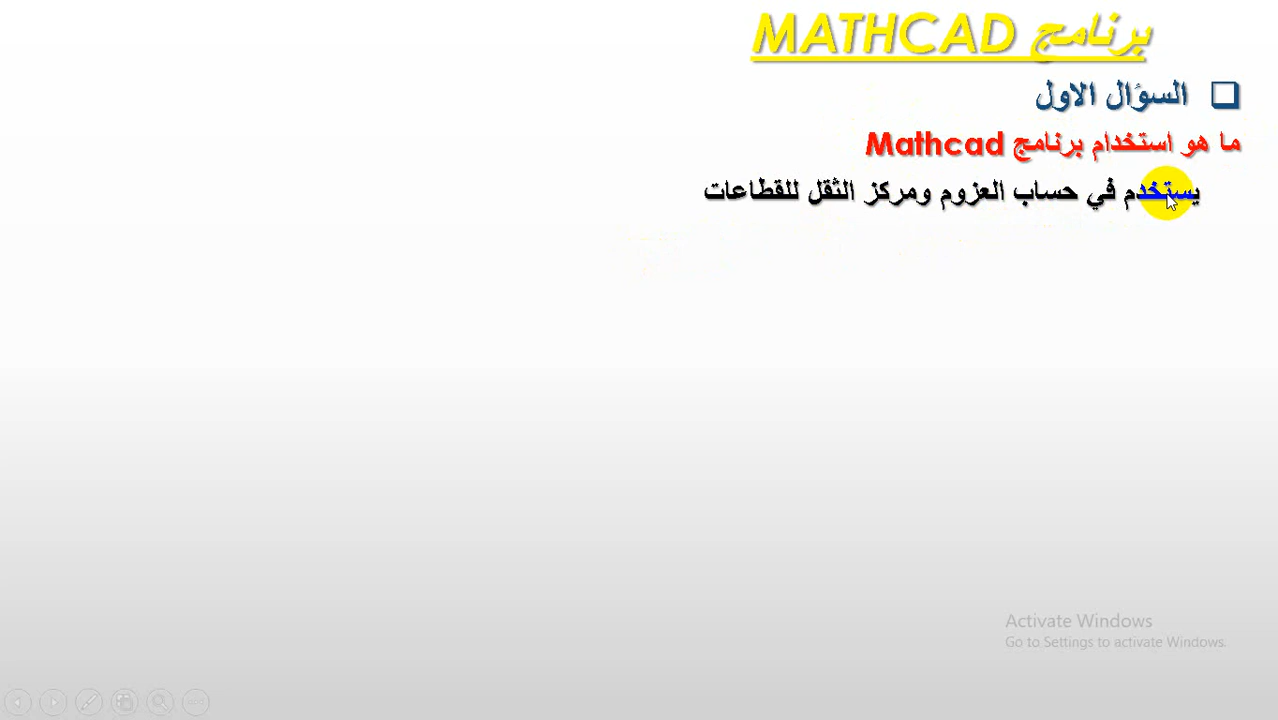 برنامج MATHCAD
السؤال الاول
ما هو استخدام برنامج Mathcad
يستخدم في حساب العزوم ومركز الثقل للقطاعات
Activate Windows
Go to Settings to activate Windows.